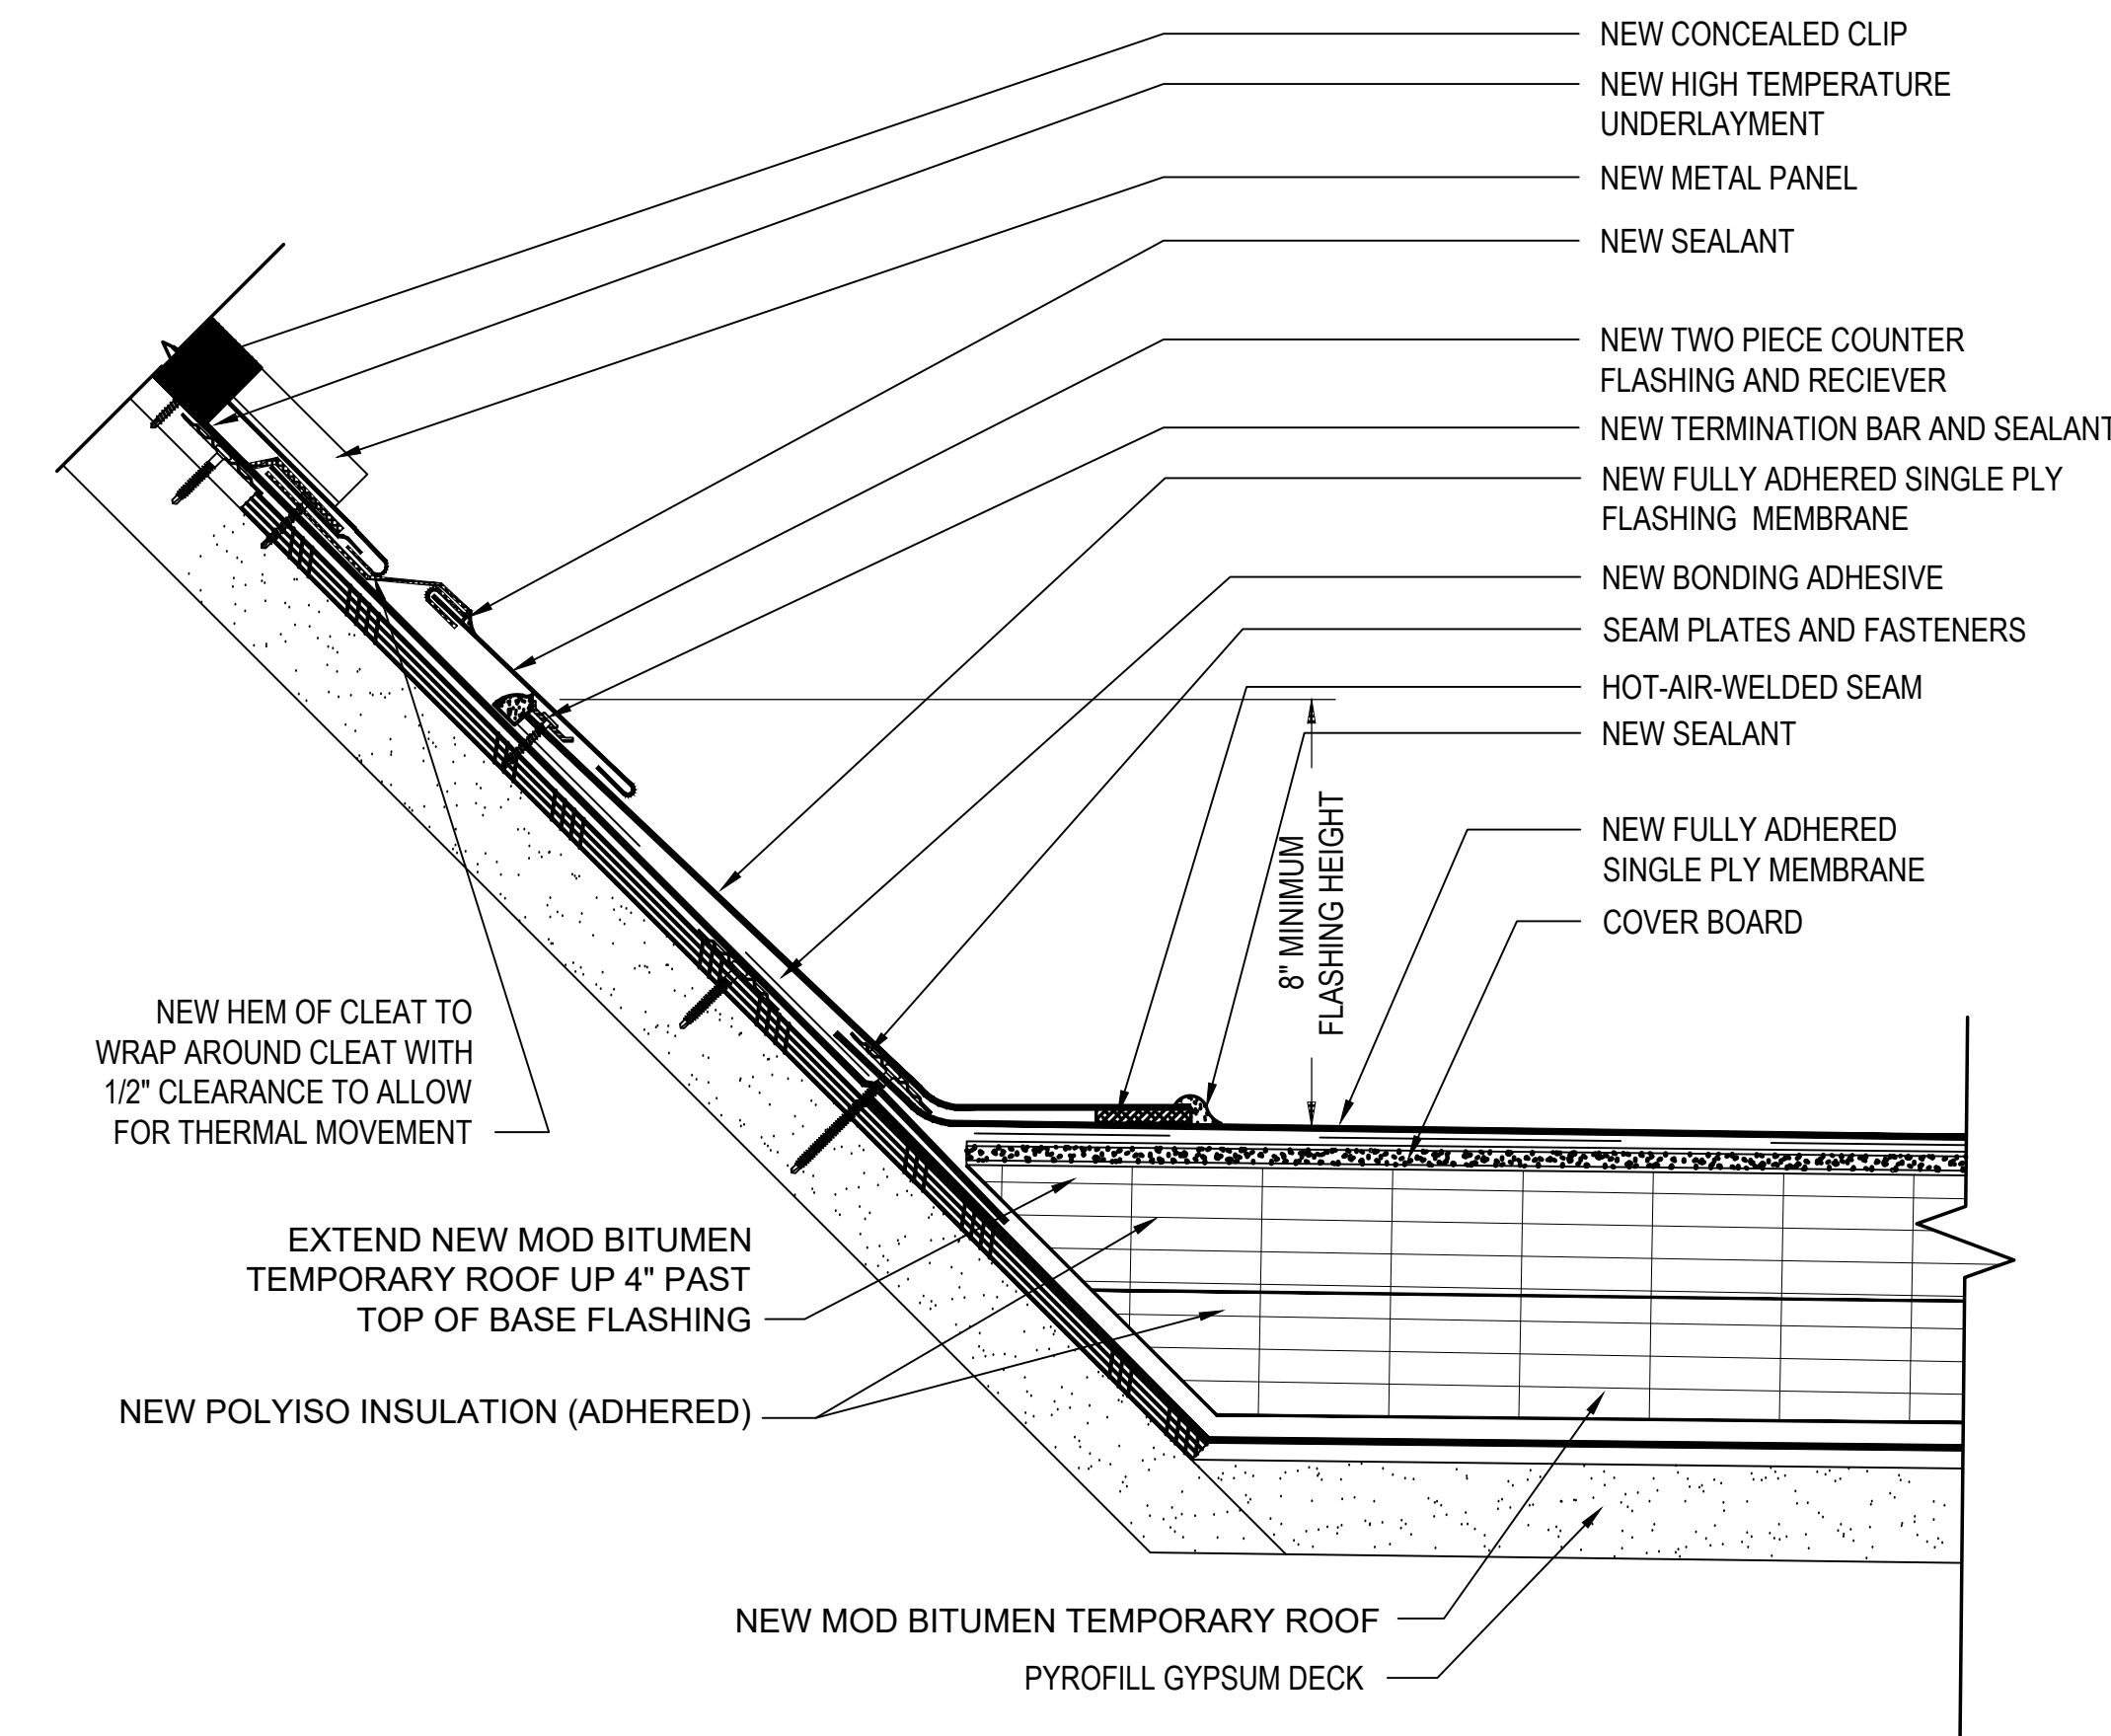 NEW CONCEALED CLIP
NEW HIGH TEMPERATURE
UNDERLAYMENT
NEW METAL PANEL
NEW SEALANT
NEW TWO PIECE COUNTER
FLASHING AND RECIEVER
NEW TERMINATION BAR AND SEALANT
NEW FULLY ADHERED SINGLE PLY
FLASHING MEMBRANE
NEW BONDING ADHESIVE
SEAM PLATES AND FASTENERS
HOT-AIR-WELDED SEAM
NEW SEALANT
NEW FULLY ADHERED
SINGLE PLY MEMBRANE
COVER BOARD
8" MINIMUM
FLASHING HEIGHT
NEW HEM OF CLEAT TO
WRAP AROUND CLEAT WITH
1/2" CLEARANCE TO ALLOW
FOR THERMAL MOVEMENT
EXTEND NEW MOD BITUMEN
TEMPORARY ROOF UP 4" PAST
TOP OF BASE FLASHING
NEW POLYISO INSULATION (ADHERED)
NEW MOD BITUMEN TEMPORARY ROOF
PYROFILL GYPSUM DECK